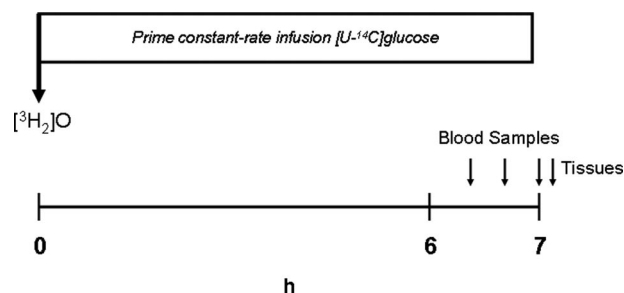 Prime constant-rate infusion [U-¹⁴C]glucose
[³H₂]O
Blood Samples
Tissues
0 6 7
h